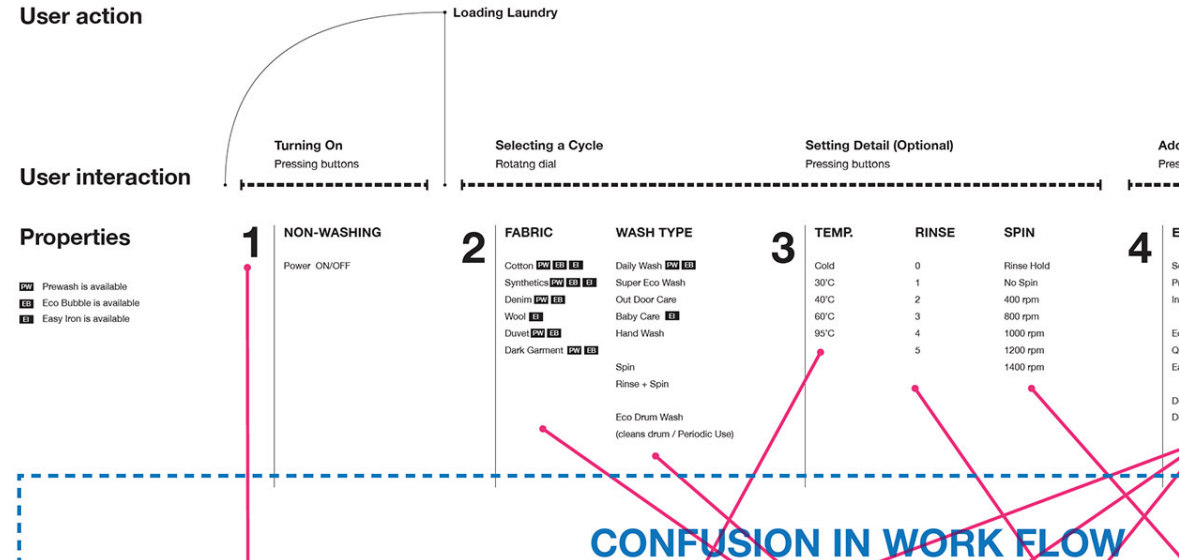 User action
Loading Laundry
User interaction
Turning On
Pressing buttons
Selecting a Cycle
Rotatng dial
Setting Detail (Optional)
Pressing buttons
Properties
PW Prewash is available
EB Eco Bubble is available
EI Easy Iron is available
1
NON-WASHING
Power ON/OFF
2
FABRIC
Cotton PW EB EI
Synthetics PW EB EI
Denim PW EB
Wool EI
Duvet PW EB
Dark Garment PW EB
WASH TYPE
Daily Wash PW EB
Super Eco Wash
Out Door Care
Baby Care EI
Hand Wash
Spin
Rinse + Spin
Eco Drum Wash
(cleans drum / Periodic Use)
3
TEMP.
Cold
30°C
40°C
60°C
95°C
RINSE
0
1
2
3
4
5
SPIN
Rinse Hold
No Spin
400 rpm
800 rpm
1000 rpm
1200 rpm
1400 rpm
4
CONFUSION IN WORK FLOW